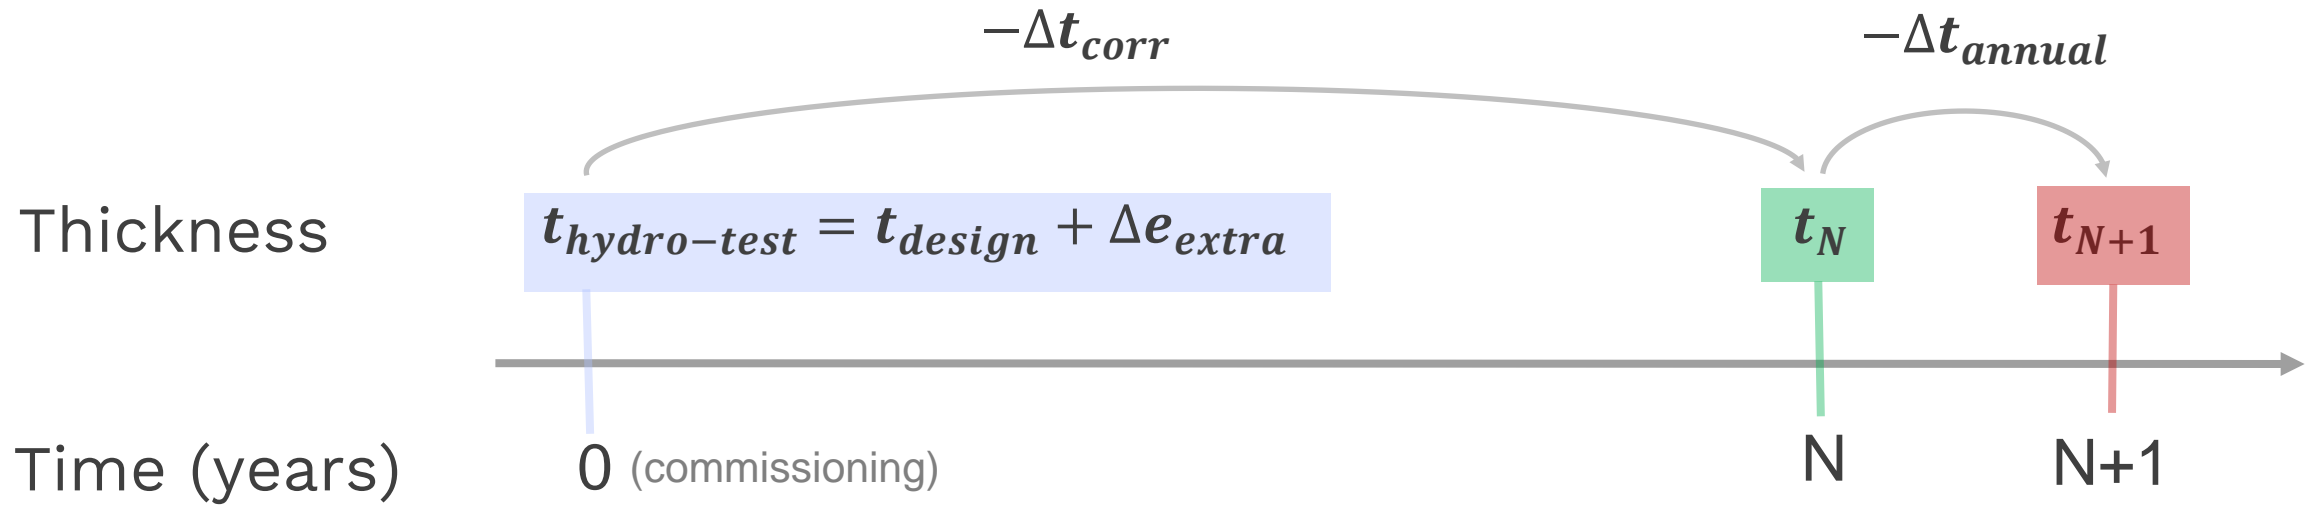 −Δt_corr −Δt_annual
Thickness t_hydro−test = t_design + Δe_extra t_N t_N+1
Time (years) 0 (commissioning) N N+1